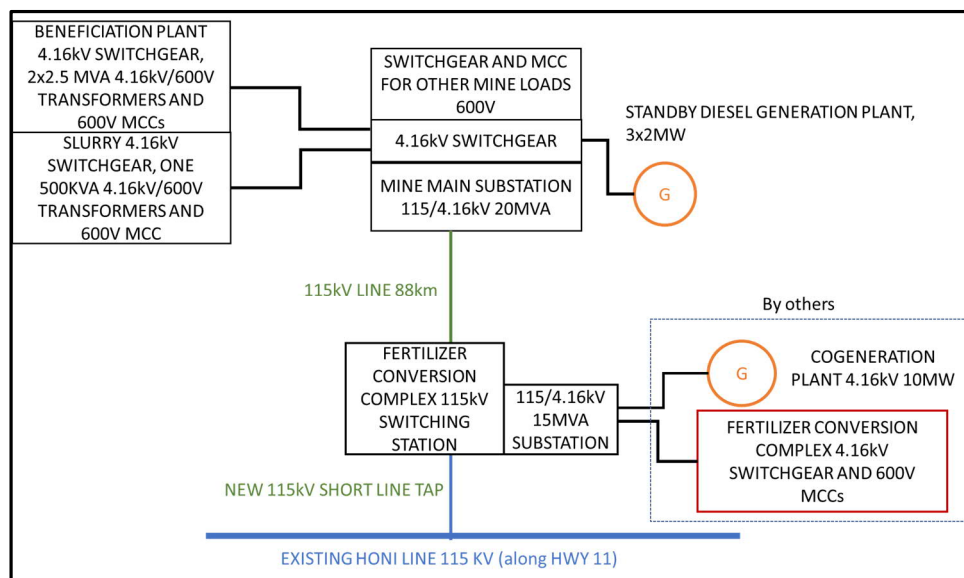 BENEFICIATION PLANT
4.16kV SWITCHGEAR,
2x2.5 MVA 4.16kV/600V
TRANSFORMERS AND
600V MCCs
SLURRY 4.16kV
SWITCHGEAR, ONE
500KVA 4.16kV/600V
TRANSFORMERS AND
600V MCC
SWITCHGEAR AND MCC
FOR OTHER MINE LOADS
600V
4.16kV SWITCHGEAR
MINE MAIN SUBSTATION
115/4.16kV 20MVA
STANDBY DIESEL GENERATION PLANT,
3x2MW
G
115kV LINE 88km
By others
FERTILIZER
CONVERSION
COMPLEX 115kV
SWITCHING
STATION
115/4.16kV
15MVA
SUBSTATION
G
COGENERATION
PLANT 4.16kV 10MW
FERTILIZER CONVERSION
COMPLEX 4.16kV
SWITCHGEAR AND 600V
MCCs
NEW 115kV SHORT LINE TAP
EXISTING HONI LINE 115 KV (along HWY 11)